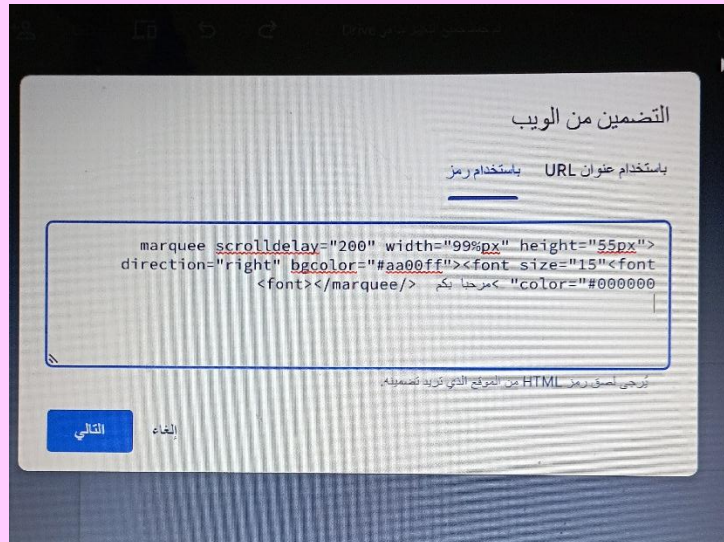 التضمين من الويب
باستخدام عنوان URL باستخدام رمز
marquee scrolldelay="200" width="99%px" height="55px">
direction="right" bgcolor="#aa00ff"><font size="15"<font
color="#000000" >مرحبا بكم </font></marquee>
يُرجى لصق رمز HTML من الموقع الذي تريد تضمينه.
إلغاء التالي